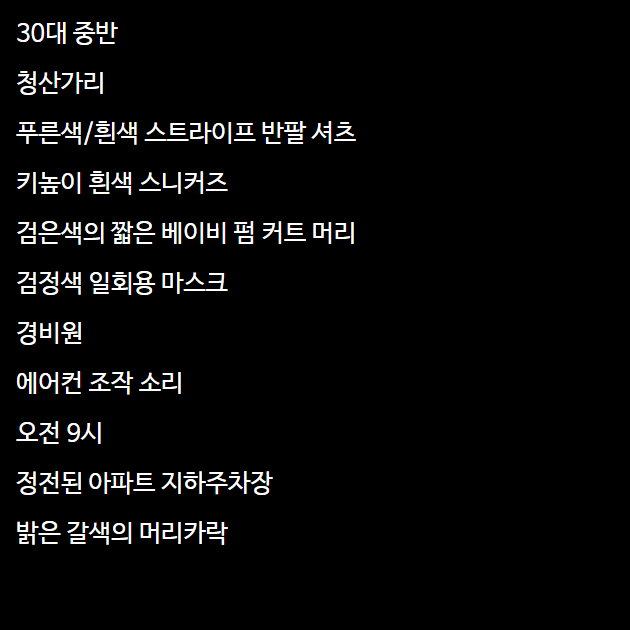 30대 중반
청산가리
푸른색/흰색 스트라이프 반팔 셔츠
키높이 흰색 스니커즈
검은색의 짧은 베이비 펌 커트 머리
검정색 일회용 마스크
경비원
에어컨 조작 소리
오전 9시
정전된 아파트 지하주차장
밝은 갈색의 머리카락